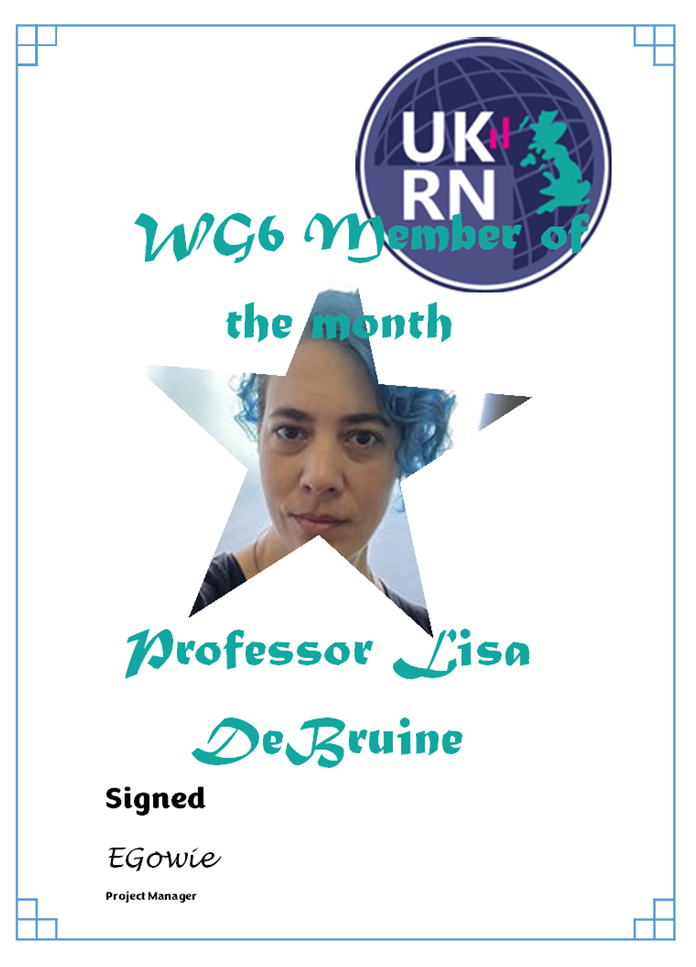 UK
RN
WG6 Member of
the month
Professor Lisa
DeBruine
Signed
EGowie
Project Manager